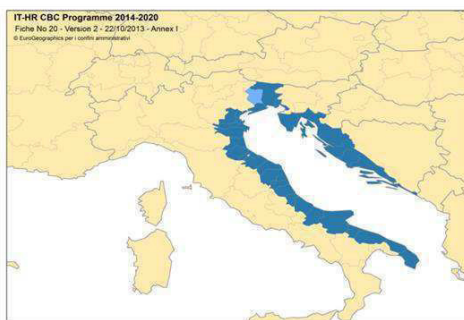 IT-HR CBC Programme 2014-2020
Fiche No 20 - Version 2 - 22/10/2013 - Annex I
© EuroGeographics per i confini amministrativi